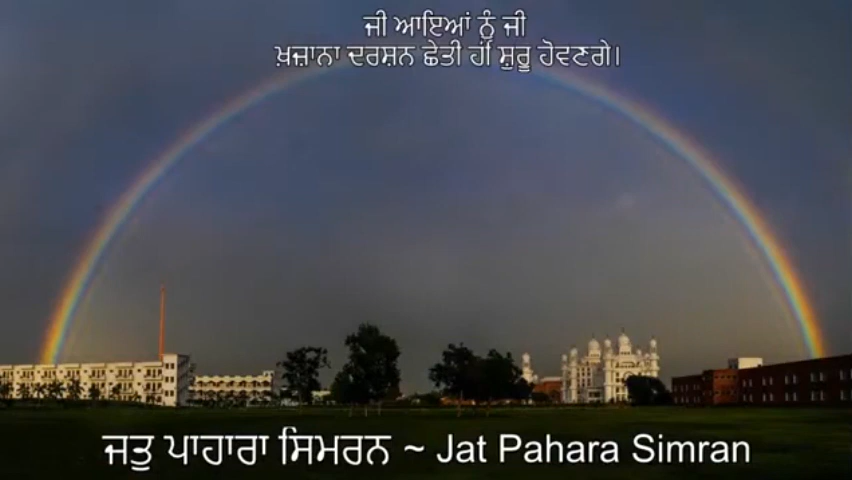 ਜੀ ਆਇਆਂ ਨੂੰ ਜੀ
ਖ਼ਜ਼ਾਨਾ ਦਰਸ਼ਨ ਛੇਤੀ ਹੀਂ ਸ਼ੁਰੂ ਹੋਵਣਗੇ।
ਜਤੁ ਪਾਹਾਰਾ ਸਿਮਰਨ ~ Jat Pahara Simran